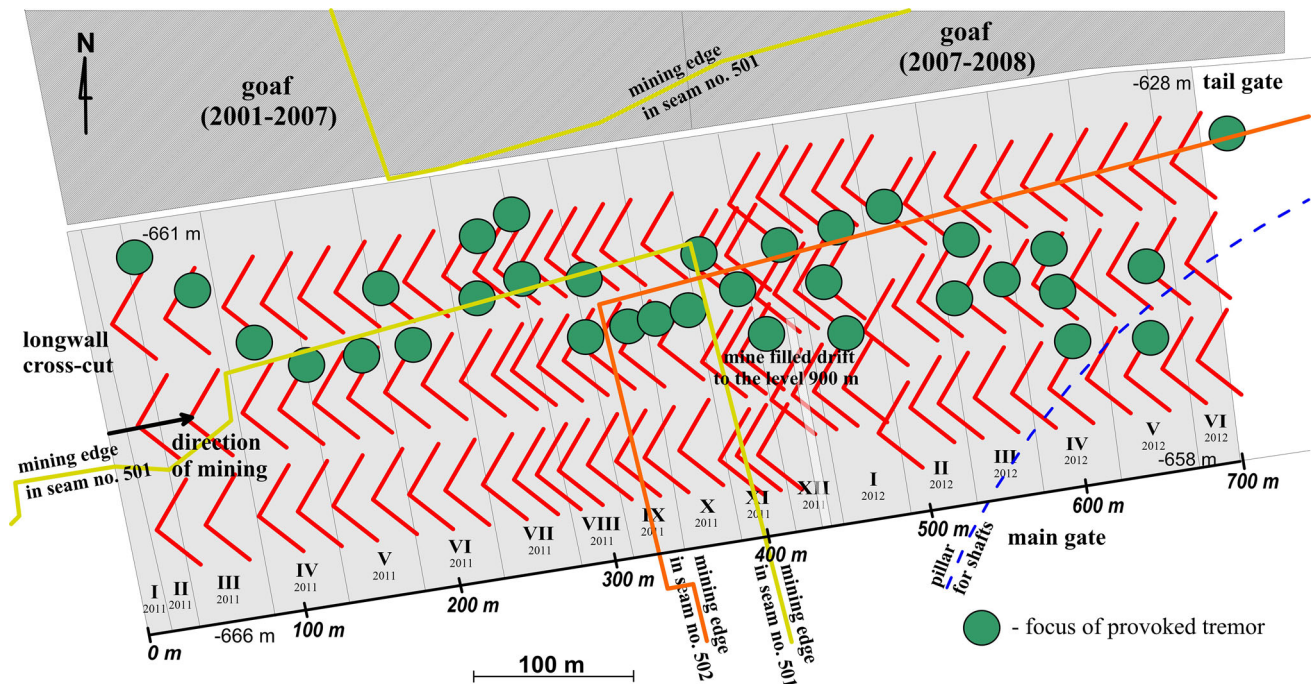 N
goaf
(2001-2007)
mining edge
in seam no. 501
goaf
(2007-2008)
-628 m
tail gate
-661 m
longwall
cross-cut
mine filled drift
to the level 900 m
direction
of mining
mining edge
in seam no. 501
I
2011
II
2011
III
2011
IV
2011
V
2011
VI
2011
VII
2011
VIII
2011
IX
2011
X
2011
XI
2011
XII
2011
I
2012
II
2012
III
2012
IV
2012
V
2012
VI
2012
-658 m
-666 m
0 m
100 m
200 m
300 m
400 m
500 m
600 m
700 m
main gate
mining edge
in seam no. 502
mining edge
in seam no. 501
pillar
for shafts
100 m
- focus of provoked tremor